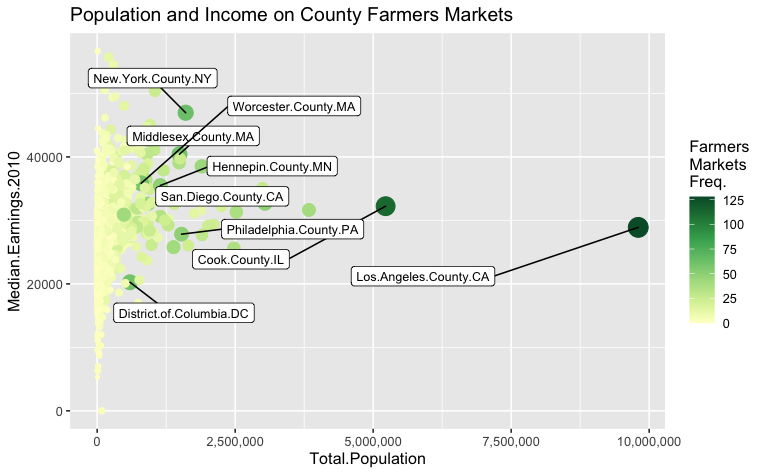 Population and Income on County Farmers Markets
New.York.County.NY
Worcester.County.MA
Middlesex.County.MA
Hennepin.County.MN
San.Diego.County.CA
Philadelphia.County.PA
Cook.County.IL
Los.Angeles.County.CA
District.of.Columbia.DC
Median.Earnings.2010
40000
20000
0
0
2,500,000
5,000,000
7,500,000
10,000,000
Total.Population
Farmers
Markets
Freq.
125
100
75
50
25
0